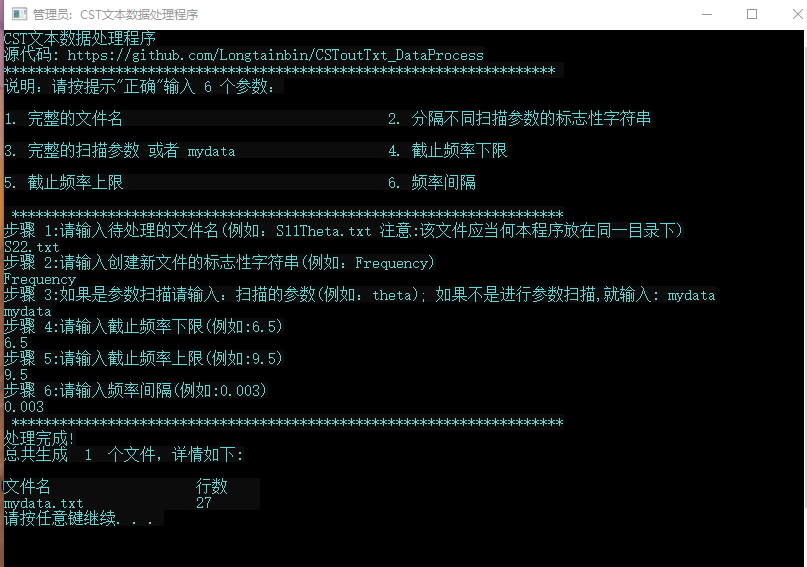 管理员: CST文本数据处理程序
CST文本数据处理程序
源代码: https://github.com/Longtainbin/CSToutTxt_DataProcess
*********************************************************************
说明: 请按提示"正确"输入 6 个参数:
1. 完整的文件名 2. 分隔不同扫描参数的标志性字符串
3. 完整的扫描参数 或者 mydata 4. 截止频率下限
5. 截止频率上限 6. 频率间隔
*********************************************************************
步骤 1:请输入待处理的文件名(例如: S11Theta.txt 注意:该文件应当何本程序放在同一目录下)
S22.txt
步骤 2:请输入创建新文件的标志性字符串(例如: Frequency)
Frequency
步骤 3:如果是参数扫描请输入: 扫描的参数(例如: theta); 如果不是进行参数扫描,就输入: mydata
mydata
步骤 4:请输入截止频率下限(例如:6.5)
6.5
步骤 5:请输入截止频率上限(例如:9.5)
9.5
步骤 6:请输入频率间隔(例如:0.003)
0.003
*********************************************************************
处理完成!
总共生成 1 个文件, 详情如下:
文件名 行数
mydata.txt 27
请按任意键继续. . .